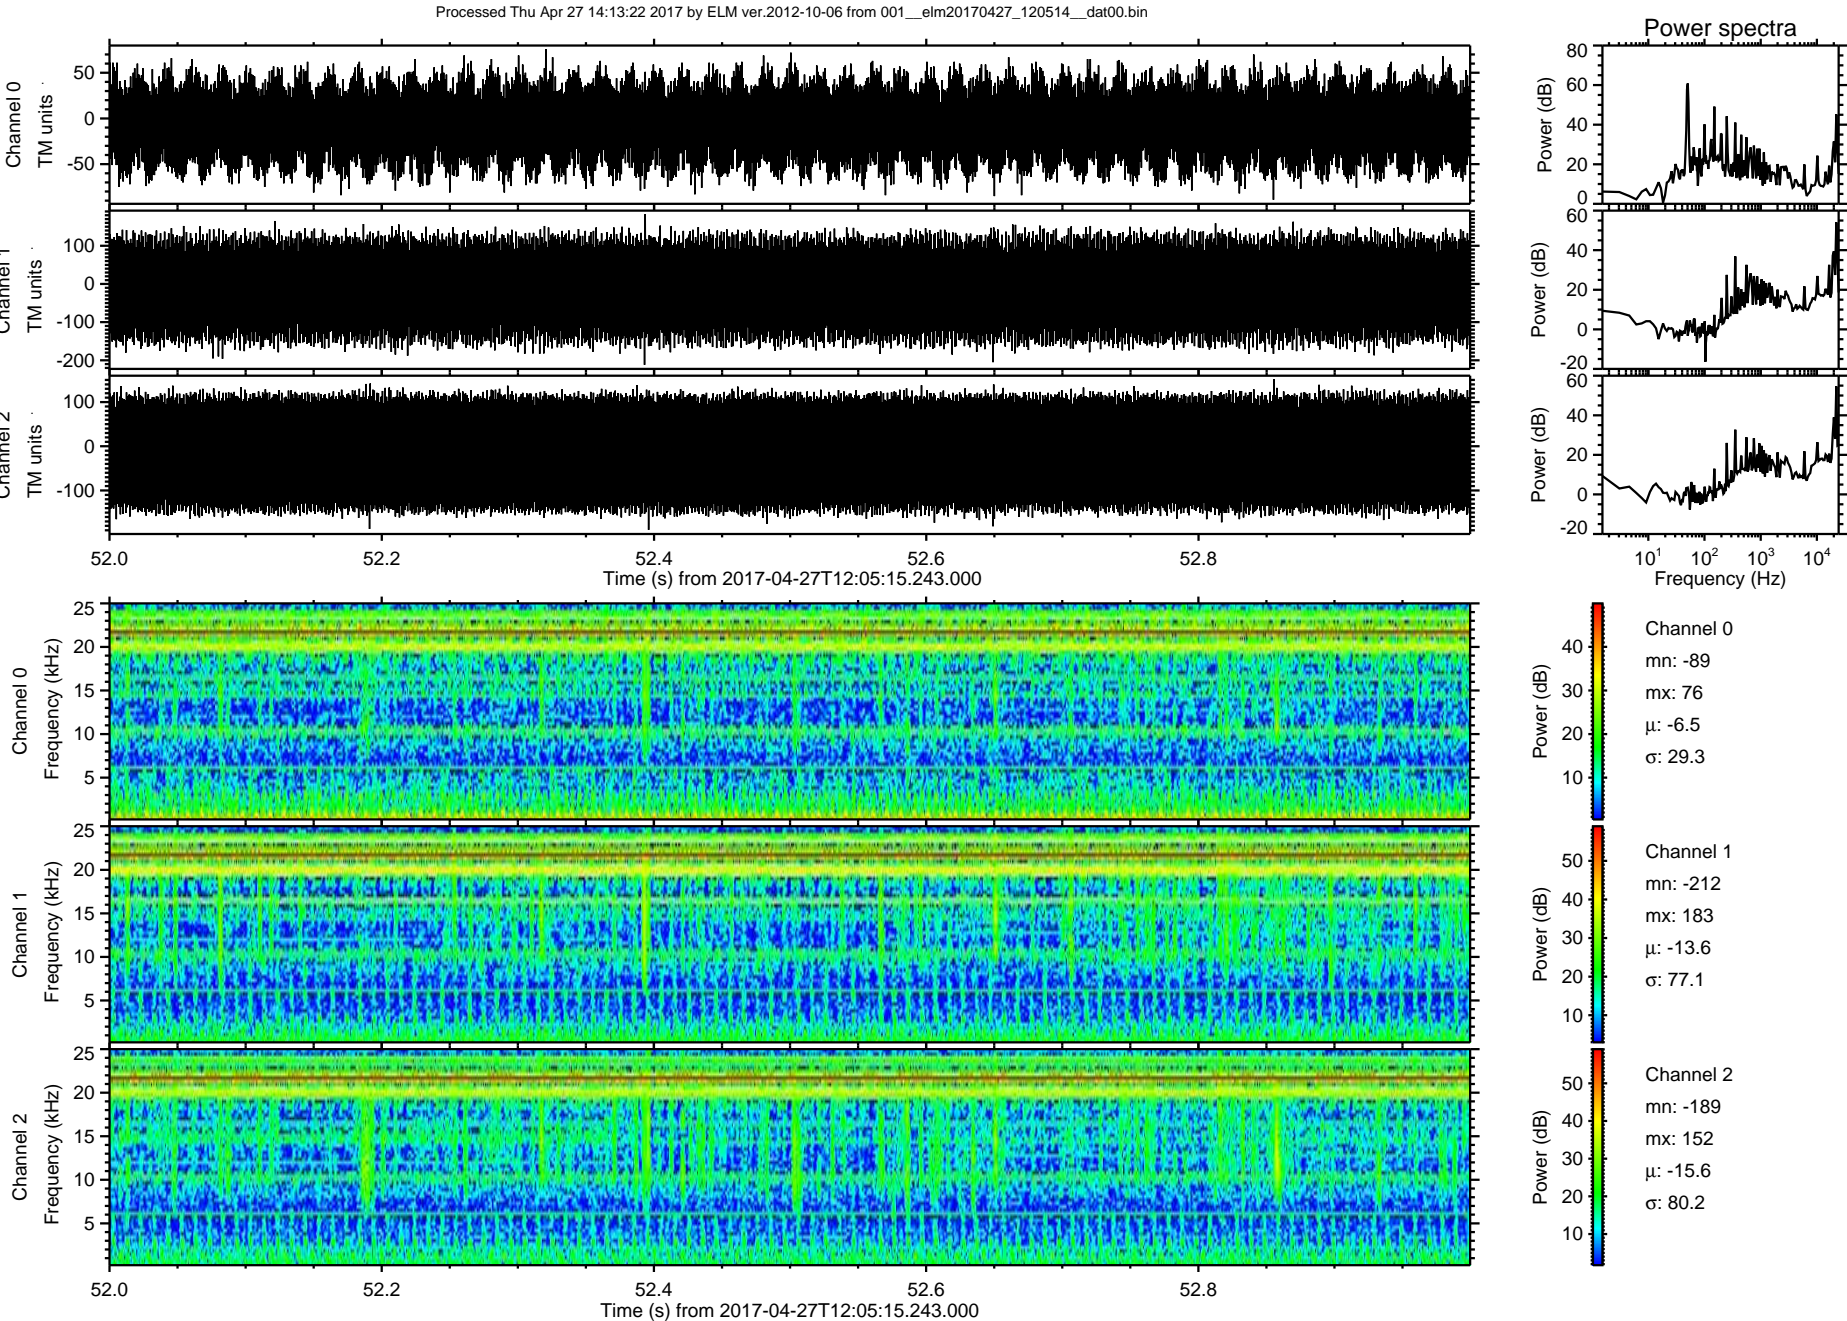 Processed Thu Apr 27 14:13:22 2017 by ELM ver.2012-10-06 from 001__elm20170427_120514__dat00.bin
Power spectra
Channel 0
TM units
50
0
-50
Power (dB)
80
60
40
20
0
Channel 1
TM units
100
0
-100
-200
Power (dB)
60
40
20
0
-20
Channel 2
TM units
100
0
-100
Power (dB)
60
40
20
0
-20
52.0 52.2 52.4 52.6 52.8
Time (s) from 2017-04-27T12:05:15.243.000
10^1 10^2 10^3 10^4
Frequency (Hz)
Channel 0
Frequency (kHz)
25
20
15
10
5
Power (dB)
40
30
20
10
Channel 0
mn: -89
mx: 76
μ: -6.5
σ: 29.3
Channel 1
Frequency (kHz)
25
20
15
10
5
Power (dB)
50
40
30
20
10
Channel 1
mn: -212
mx: 183
μ: -13.6
σ: 77.1
Channel 2
Frequency (kHz)
25
20
15
10
5
Power (dB)
50
40
30
20
10
Channel 2
mn: -189
mx: 152
μ: -15.6
σ: 80.2
52.0 52.2 52.4 52.6 52.8
Time (s) from 2017-04-27T12:05:15.243.000